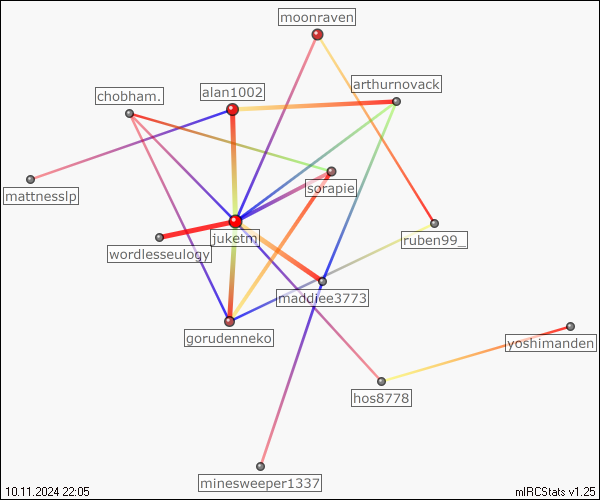 moonraven
arthurnovack
alan1002
chobham.
sorapie
mattnesslp
juketm
ruben99_
wordlesseulogy
maddiee3773
gorudenneko
yoshimanden
hos8778
minesweeper1337
10.11.2024 22:05
mIRCStats v1.25